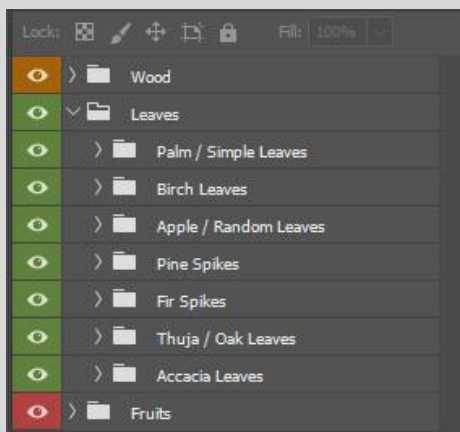 Lock: Fill: 100%
Wood
Leaves
Palm / Simple Leaves
Birch Leaves
Apple / Random Leaves
Pine Spikes
Fir Spikes
Thuja / Oak Leaves
Accacia Leaves
Fruits